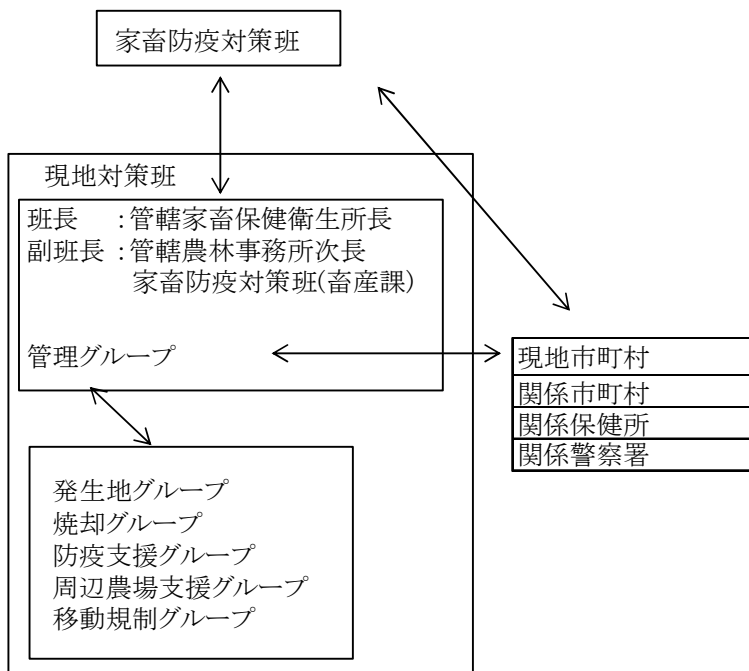 家畜防疫対策班
現地対策班
班長　:管轄家畜保健衛生所長
副班長 :管轄農林事務所次長
家畜防疫対策班(畜産課)
管理グループ
現地市町村
関係市町村
関係保健所
関係警察署
発生地グループ
焼却グループ
防疫支援グループ
周辺農場支援グループ
移動規制グループ